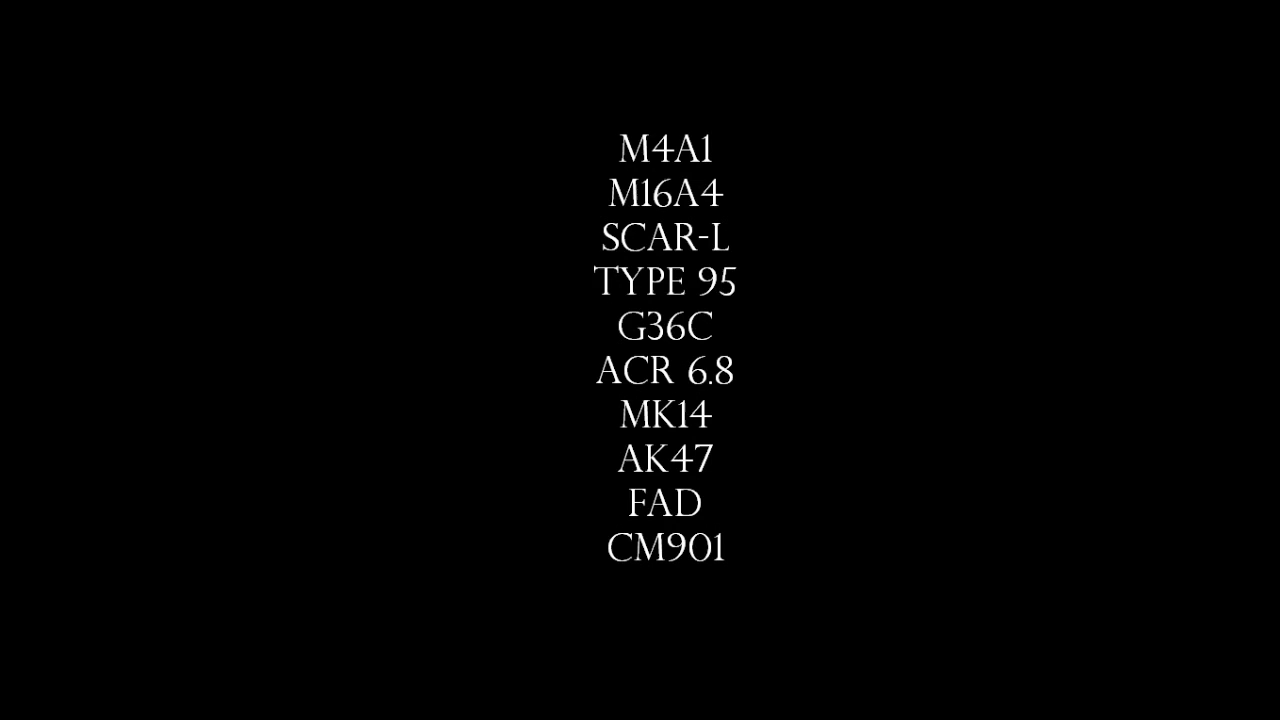 M4A1
M16A4
SCAR-L
TYPE 95
G36C
ACR 6.8
MK14
AK47
FAD
CM901